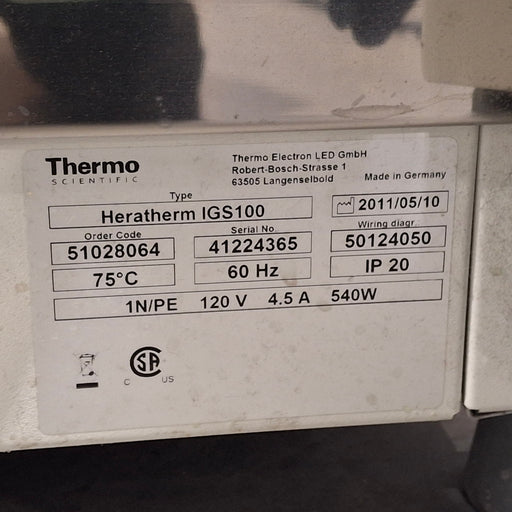 Thermo
SCIENTIFIC
Thermo Electron LED GmbH
Robert-Bosch-Strasse 1
63505 Langenselbold
Made in Germany
Type
Heratherm IGS100
2011/05/10
Order Code
Serial No.
Wiring diagr.
51028064
41224365
50124050
75°C
60 Hz
IP 20
1N/PE 120 V 4.5 A 540W
CSA
C US